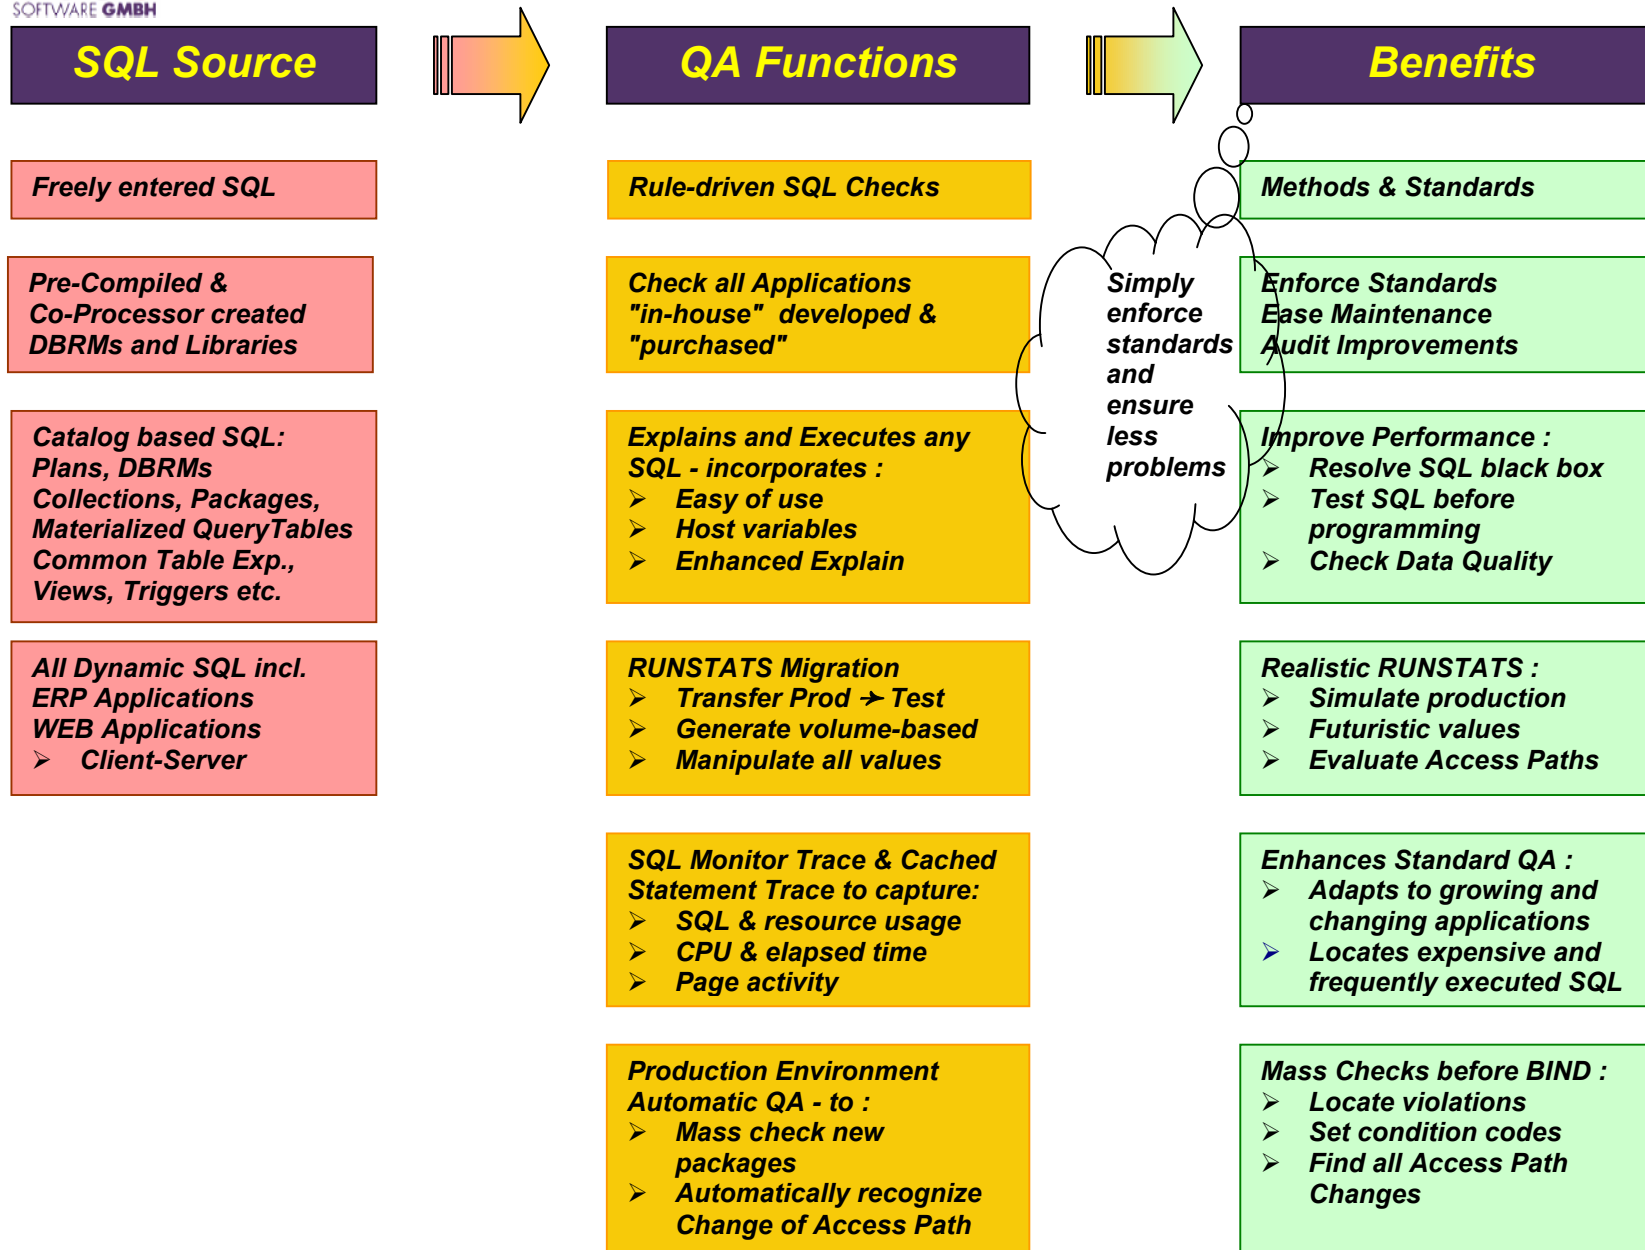 SOFTWARE GMBH
SQL Source
QA Functions
Benefits
Freely entered SQL
Rule-driven SQL Checks
Methods & Standards
Pre-Compiled &
Co-Processor created
DBRMs and Libraries
Check all Applications
"in-house" developed &
"purchased"
Simply
enforce
standards
and
ensure
less
problems
Enforce Standards
Ease Maintenance
Audit Improvements
Catalog based SQL:
Plans, DBRMs
Collections, Packages,
Materialized QueryTables
Common Table Exp.,
Views, Triggers etc.
Explains and Executes any
SQL - incorporates :
➢ Easy of use
➢ Host variables
➢ Enhanced Explain
Improve Performance :
➢ Resolve SQL black box
➢ Test SQL before
programming
➢ Check Data Quality
All Dynamic SQL incl.
ERP Applications
WEB Applications
➢ Client-Server
RUNSTATS Migration
➢ Transfer Prod ➛ Test
➢ Generate volume-based
➢ Manipulate all values
Realistic RUNSTATS :
➢ Simulate production
➢ Futuristic values
➢ Evaluate Access Paths
SQL Monitor Trace & Cached
Statement Trace to capture:
➢ SQL & resource usage
➢ CPU & elapsed time
➢ Page activity
Enhances Standard QA :
➢ Adapts to growing and
changing applications
➢ Locates expensive and
frequently executed SQL
Production Environment
Automatic QA - to :
➢ Mass check new
packages
➢ Automatically recognize
Change of Access Path
Mass Checks before BIND :
➢ Locate violations
➢ Set condition codes
➢ Find all Access Path
Changes